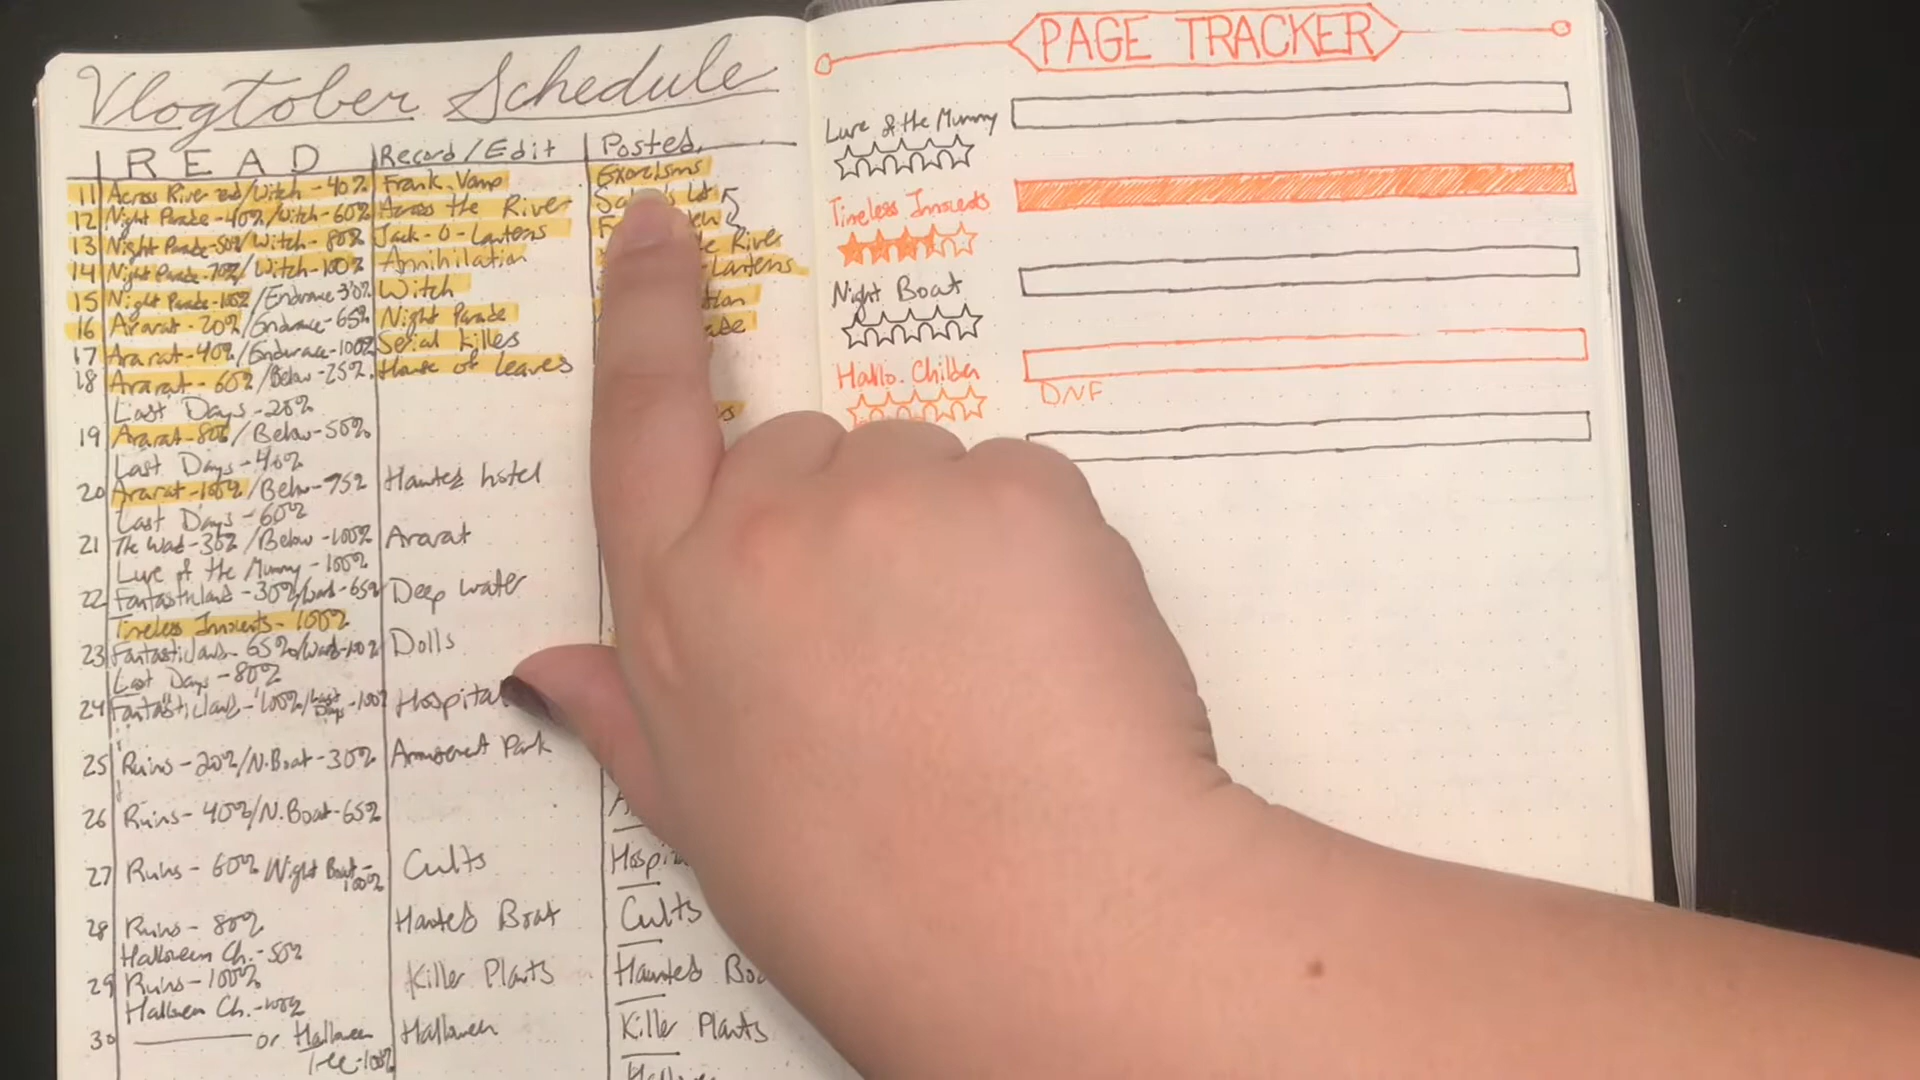 Vlogtober Schedule
READ Record/Edit Posted
11 Across River end/Witch - 40% Frank. Vamp Exorcisms
12 Night Parade - 40%/Witch - 60% Across the River Lot
13 Night Parade - 50%/Witch - 80% Jack-O-Lanterns
14 Night Parade - 70%/Witch - 100% Annihilation River
15 Night Parade - 100%/Endurance 30% Witch Lanterns
16 Ararat - 20%/Endurance - 65% Night Parade
17 Ararat - 40%/Endurance - 100% Serial Killers
18 Ararat - 60%/Below - 25% House of Leaves
Last Days - 20%
19 Ararat - 80%/Below - 50%
Last Days - 40%
20 Ararat - 100%/Below - 75% Haunted hotel
Last Days - 60%
21 The Ward - 30%/Below - 100% Ararat
Lure of the Mummy - 100%
22 Fantasticland - 30%/Ward - 65% Deep water
Timeless Innocents - 100%
23 Fantasticland - 65%/Ward - 100% Dolls
Last Days - 80%
24 Fantasticland - 100%/Last Days - 100% Hospital
25 Ruins - 20%/N.Boat - 30% Amusement Park
26 Ruins - 40%/N.Boat - 65%
27 Ruins - 60%/Night Boat - 100% Cults
28 Ruins - 80% Haunted Boat Cults
Halloween Ch. - 50%
29 Ruins - 100% Killer Plants Haunted
Halloween Ch. - 100%
30 or Halloween Tree - 100% Halloween Killer Plants
PAGE TRACKER
Lure of the Mummy
Timeless Innocents
Night Boat
Hallo. Children
DNF